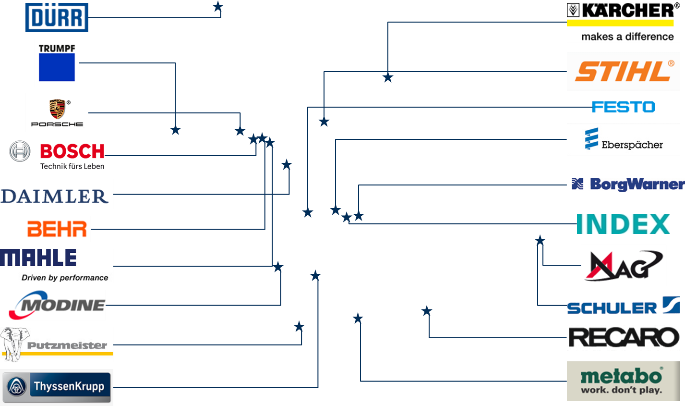 DÜRR
TRUMPF
PORSCHE
BOSCH
Technik fürs Leben
DAIMLER
BEHR
MAHLE
Driven by performance
MODINE
Putzmeister
ThyssenKrupp
KÄRCHER®
makes a difference
STIHL®
FESTO
Eberspächer
BorgWarner
INDEX
MAG
SCHULER
RECARO
metabo
work. don't play.